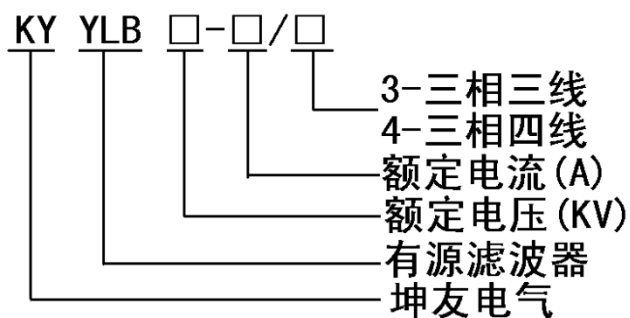 KY YLB □-□/□
3-三相三线
4-三相四线
额定电流(A)
额定电压(KV)
有源滤波器
坤友电气